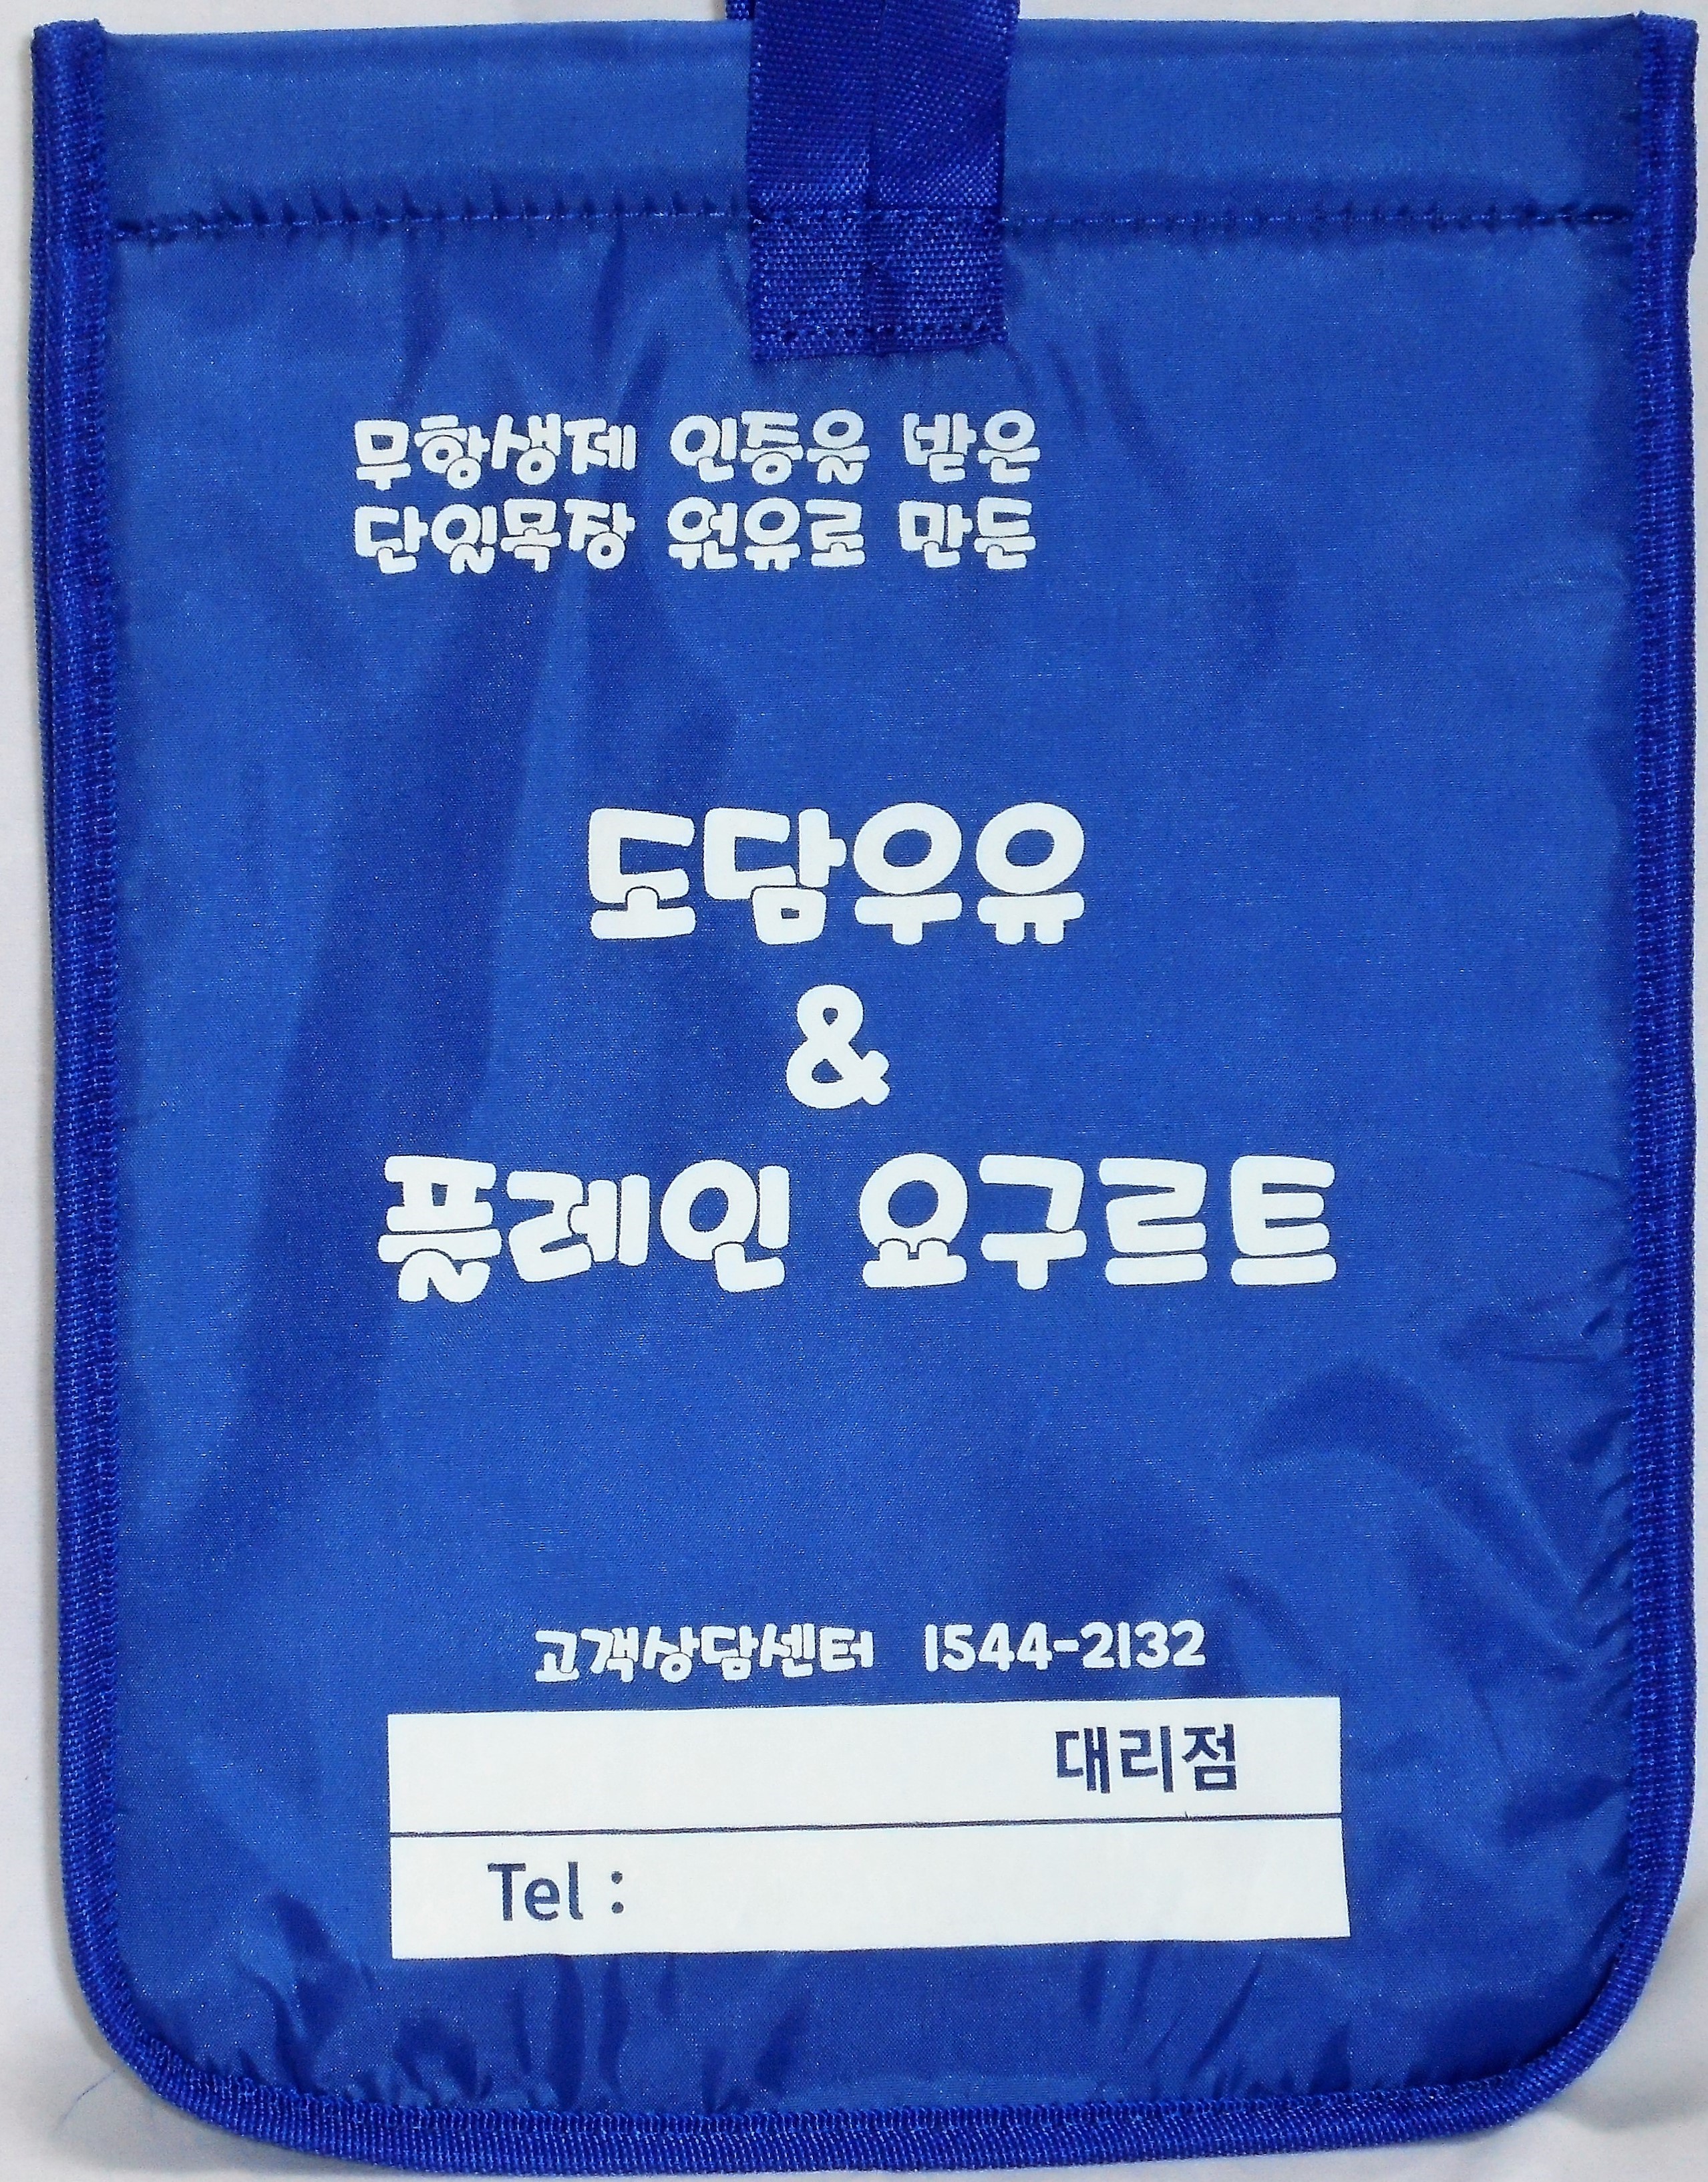 무항생제 인증을 받은
단일목장 원유로 만든
도담우유
&
플레인 요구르트
고객상담센터 1544-2132
대리점
Tel :